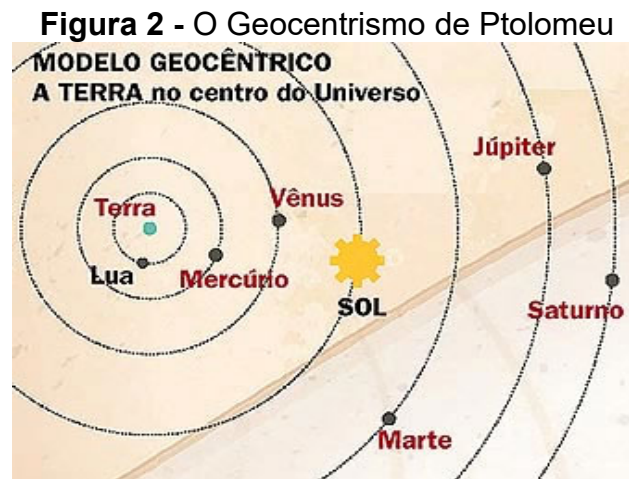 Figura 2 - O Geocentrismo de Ptolomeu
MODELO GEOCÊNTRICO
A TERRA no centro do Universo
Júpiter
Terra
Vênus
Lua
Mercúrio
SOL
Saturno
Marte